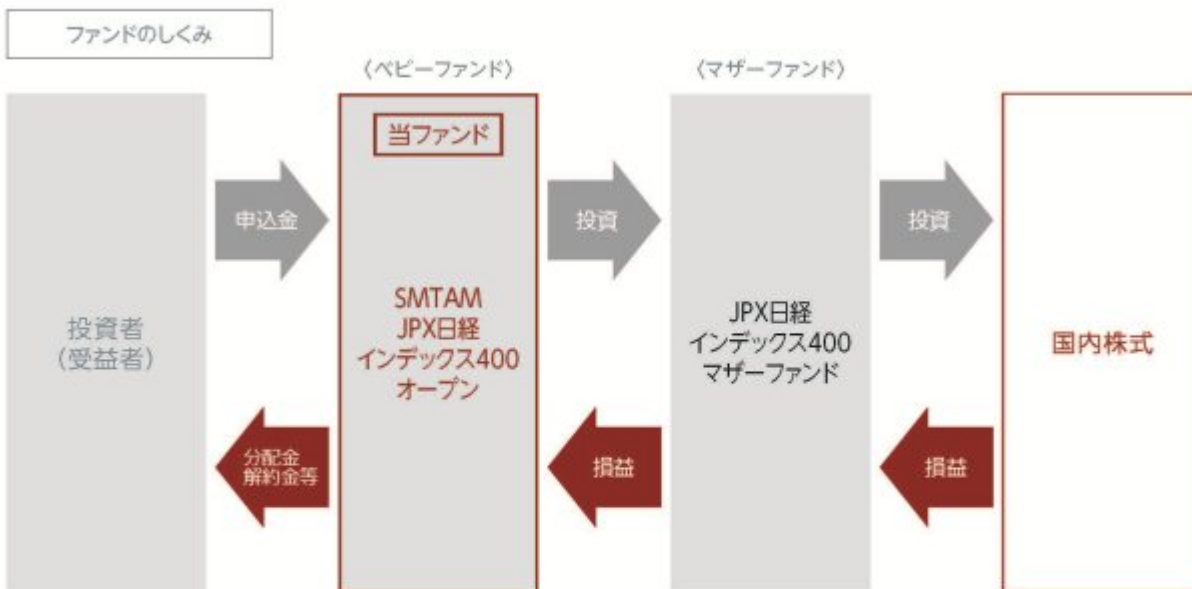 ファンドのしくみ
〈ベビーファンド〉
〈マザーファンド〉
投資者
(受益者)
申込金
分配金
解約金等
当ファンド
SMTAM
JPX日経
インデックス400
オープン
投資
損益
JPX日経
インデックス400
マザーファンド
投資
損益
国内株式